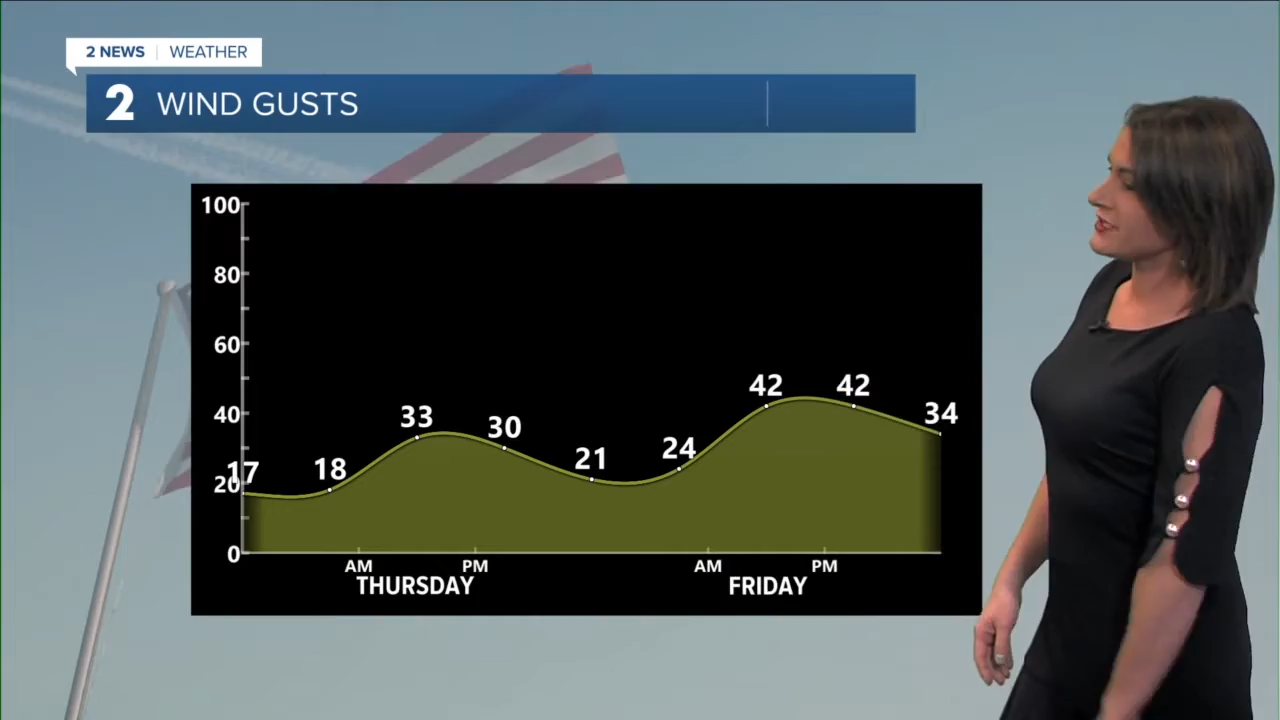 2 NEWS | WEATHER
2 WIND GUSTS
100
80
60
42 42
40 33 34
30
24
21
20 17 18
0
AM PM AM PM
THURSDAY FRIDAY